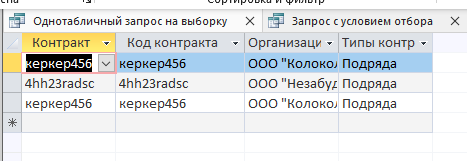 Сортировка и фильтр
Однотабличный запрос на выборку Запрос с условием отбора
Контракт Код контракта Организаци Типы контр
керкер456 керкер456 ООО "Колокол Подряда
4hh23radsc 4hh23radsc ООО "Незабуд Подряда
керкер456 керкер456 ООО "Колокол Подряда